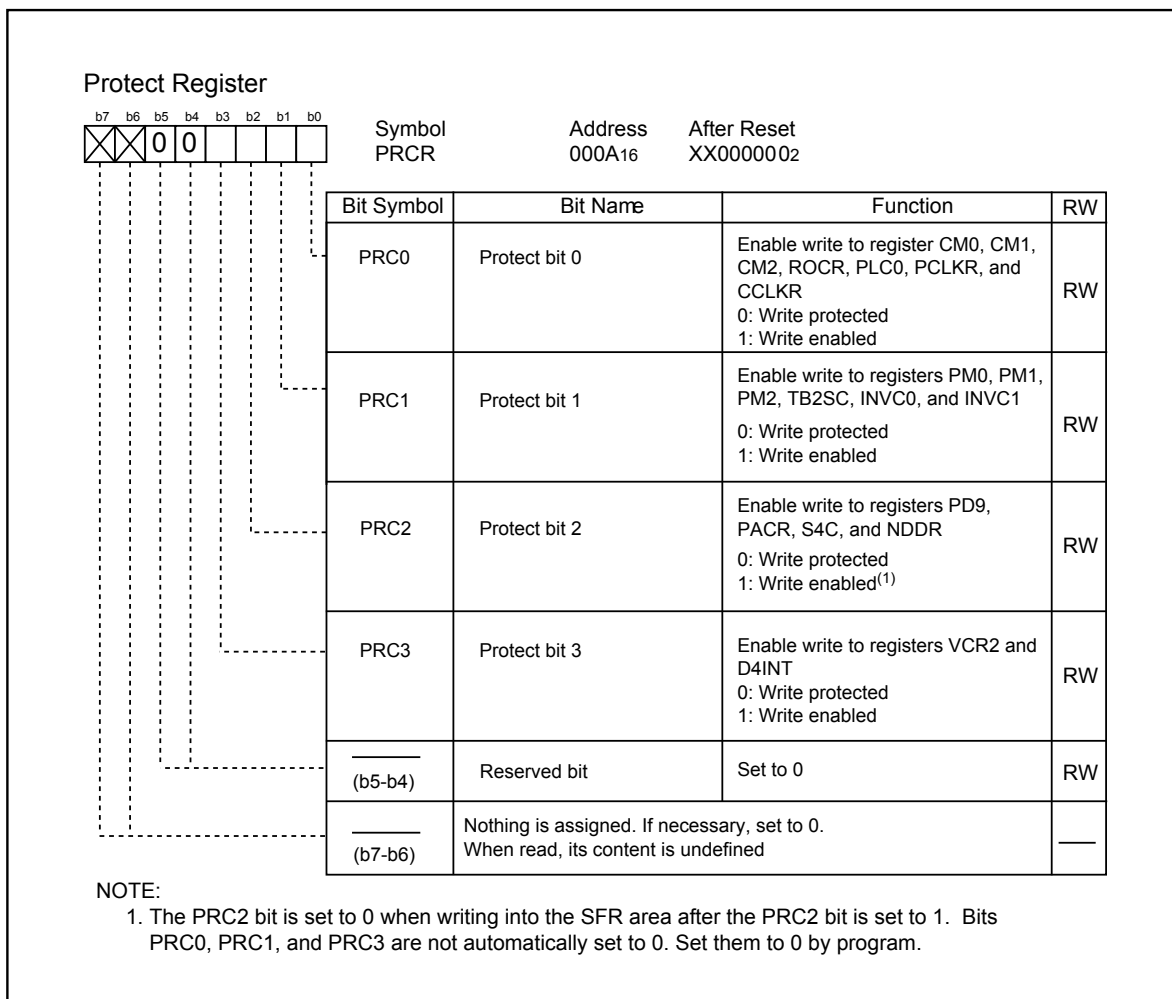 Protect Register
b7 b6 b5 b4 b3 b2 b1 b0
0 0
Symbol Address After Reset
PRCR 000A16 XX0000002
Bit Symbol Bit Name Function RW
PRC0 Protect bit 0 Enable write to register CM0, CM1,
CM2, ROCR, PLC0, PCLKR, and
CCLKR
0: Write protected
1: Write enabled
RW
PRC1 Protect bit 1 Enable write to registers PM0, PM1,
PM2, TB2SC, INVC0, and INVC1
0: Write protected
1: Write enabled
RW
PRC2 Protect bit 2 Enable write to registers PD9,
PACR, S4C, and NDDR
0: Write protected
1: Write enabled(1)
RW
PRC3 Protect bit 3 Enable write to registers VCR2 and
D4INT
0: Write protected
1: Write enabled
RW
(b5-b4) Reserved bit Set to 0 RW
(b7-b6) Nothing is assigned. If necessary, set to 0.
When read, its content is undefined
NOTE:
1. The PRC2 bit is set to 0 when writing into the SFR area after the PRC2 bit is set to 1. Bits
PRC0, PRC1, and PRC3 are not automatically set to 0. Set them to 0 by program.